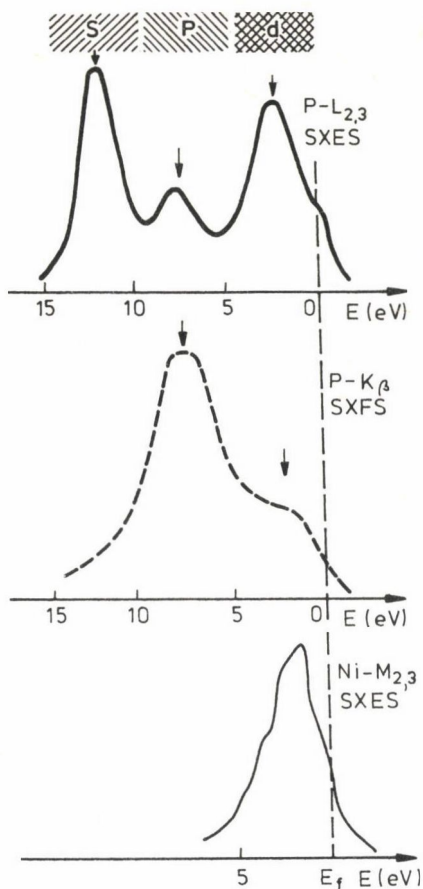 S P d
P-L2,3
SXES
15 10 5 0 E (eV)
P-Kβ
SXFS
15 10 5 0 E (eV)
Ni-M2,3
SXES
5 Ef E (eV)